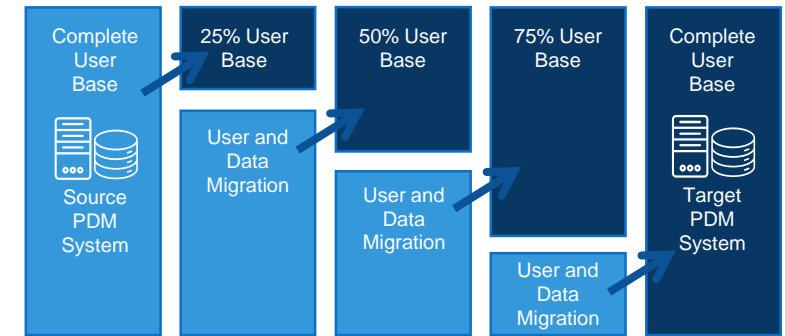 Complete
User
Base
Source
PDM
System
25% User
Base
User and
Data
Migration
50% User
Base
User and
Data
Migration
75% User
Base
User and
Data
Migration
Complete
User
Base
Target
PDM
System